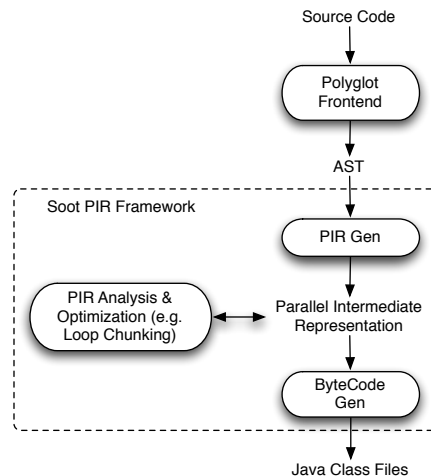 Source Code
Polyglot
Frontend
AST
Soot PIR Framework
PIR Gen
PIR Analysis &
Optimization (e.g.
Loop Chunking)
Parallel Intermediate
Representation
ByteCode
Gen
Java Class Files